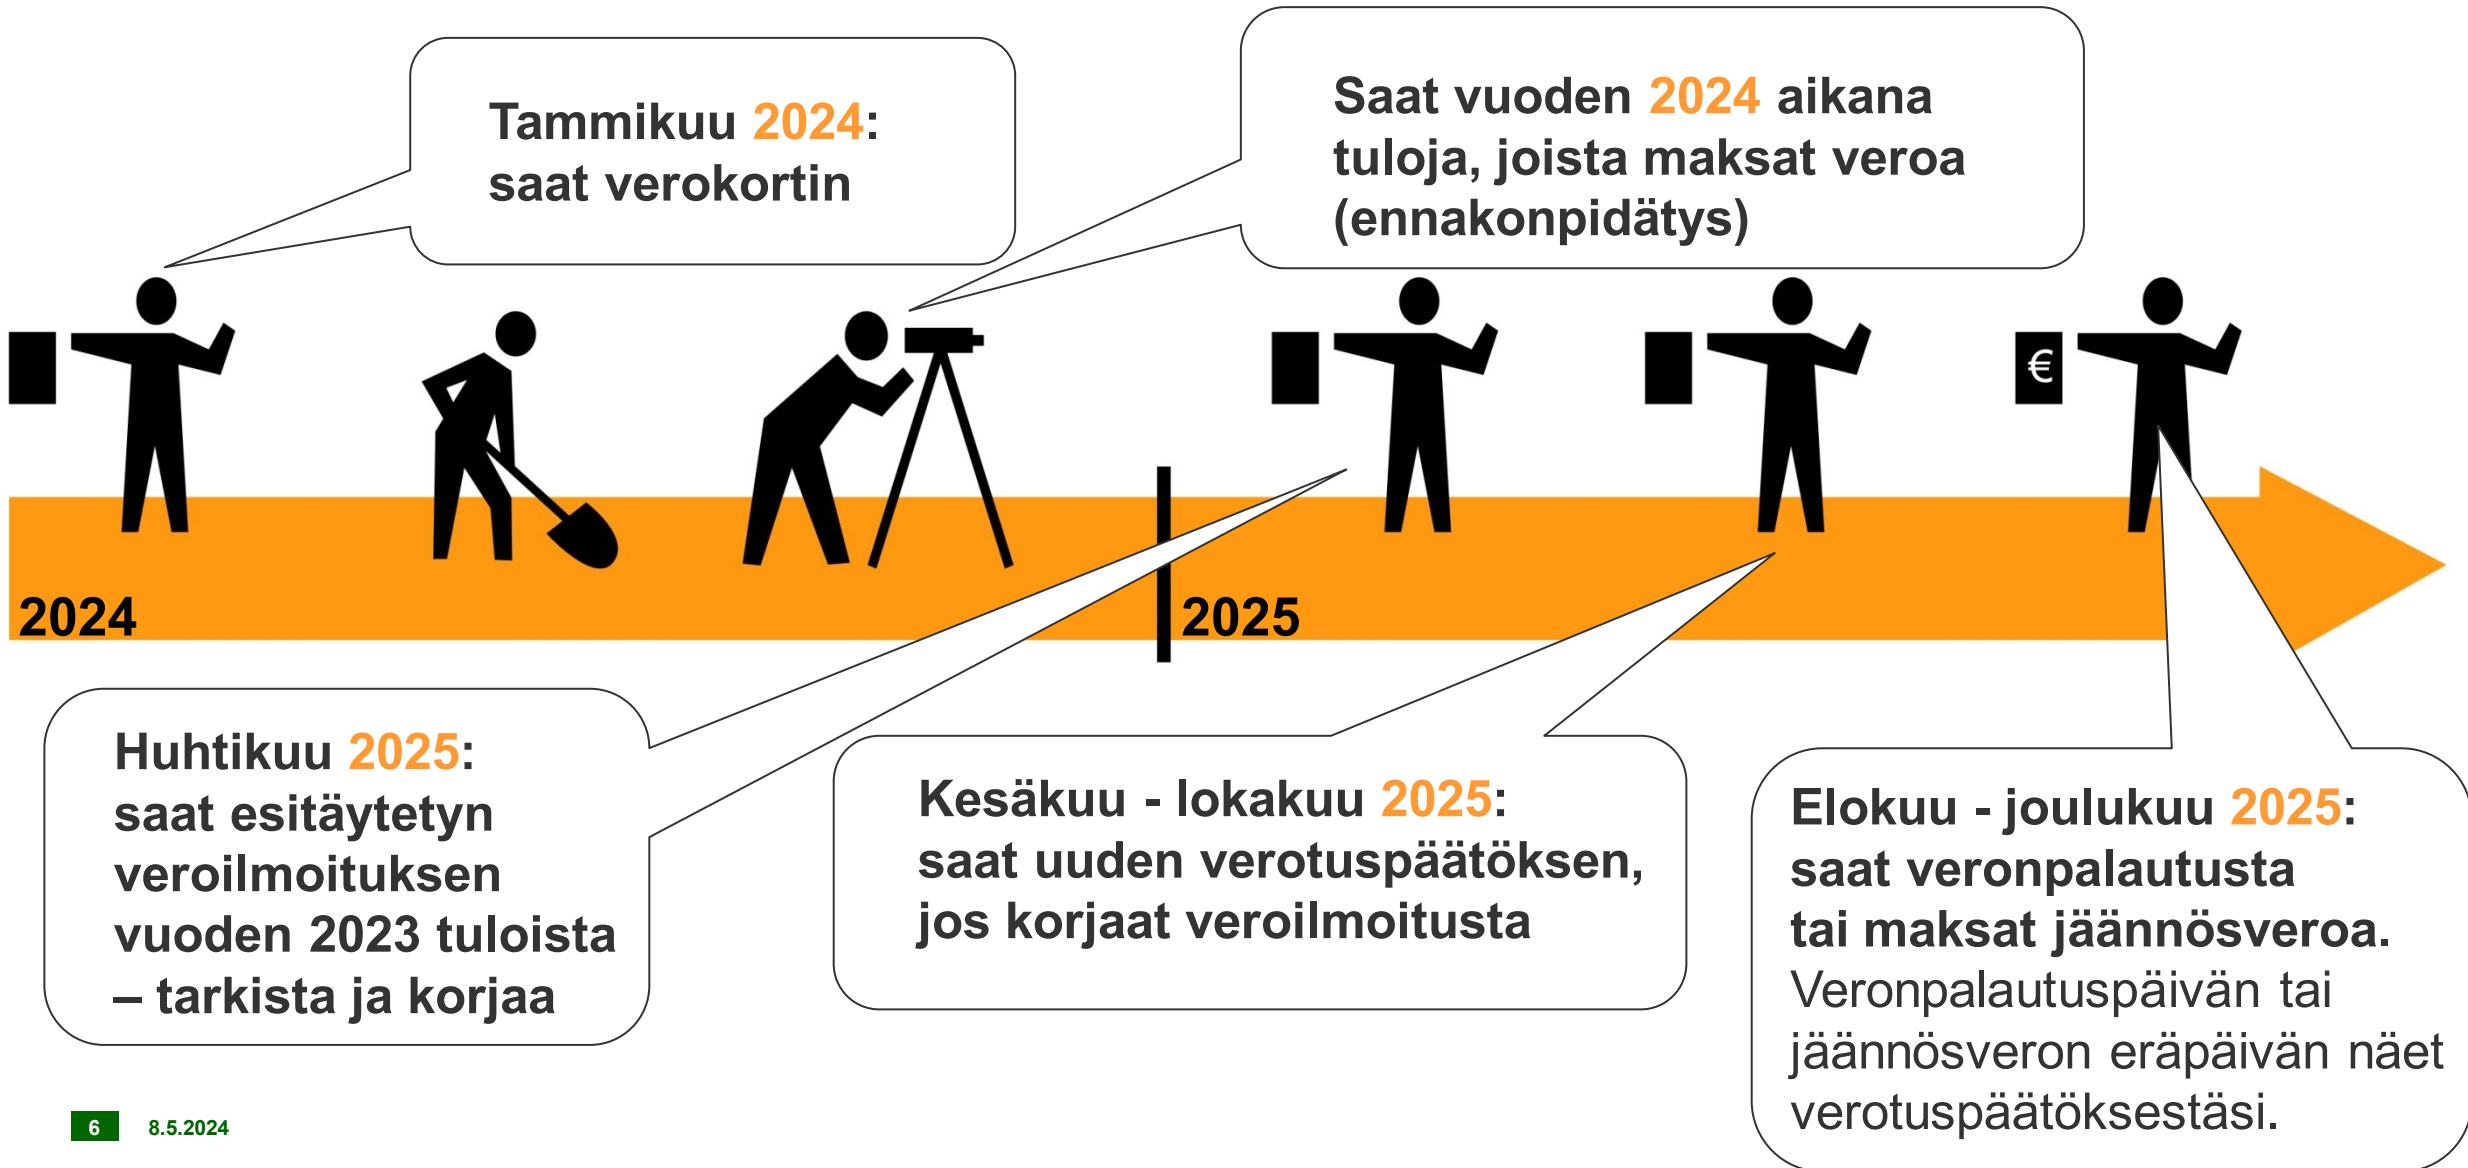 Tammikuu 2024:
saat verokortin
Saat vuoden 2024 aikana
tuloja, joista maksat veroa
(ennakonpidätys)
€
2024
2025
Huhtikuu 2025:
saat esitäytetyn
veroilmoituksen
vuoden 2023 tuloista
– tarkista ja korjaa
Kesäkuu - lokakuu 2025:
saat uuden verotuspäätöksen,
jos korjaat veroilmoitusta
Elokuu - joulukuu 2025:
saat veronpalautusta
tai maksat jäännösveroa.
Veronpalautuspäivän tai
jäännösveron eräpäivän näet
verotuspäätöksestäsi.
6 8.5.2024